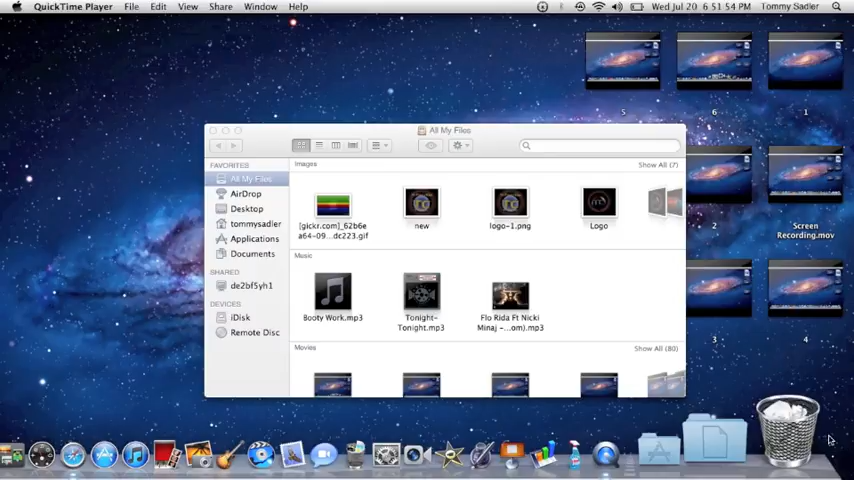 QuickTime Player File Edit View Share Window Help Wed Jul 20 6:51:54 PM Tommy Sadler
5 6 1
All My Files
FAVORITES
All My Files
AirDrop
Desktop
tommysadler
Applications
Documents
SHARED
de2bf5yh1
DEVICES
iDisk
Remote Disc
Images Show All (7)
[gickr.com]_62b6e
a64-09...dc223.gif
new
logo-1.png
Logo
Music
Booty Work.mp3
Tonight-
Tonight.mp3
Flo Rida Ft Nicki
Minaj -...om).mp3
Movies Show All (80)
2
Screen
Recording.mov
3 4